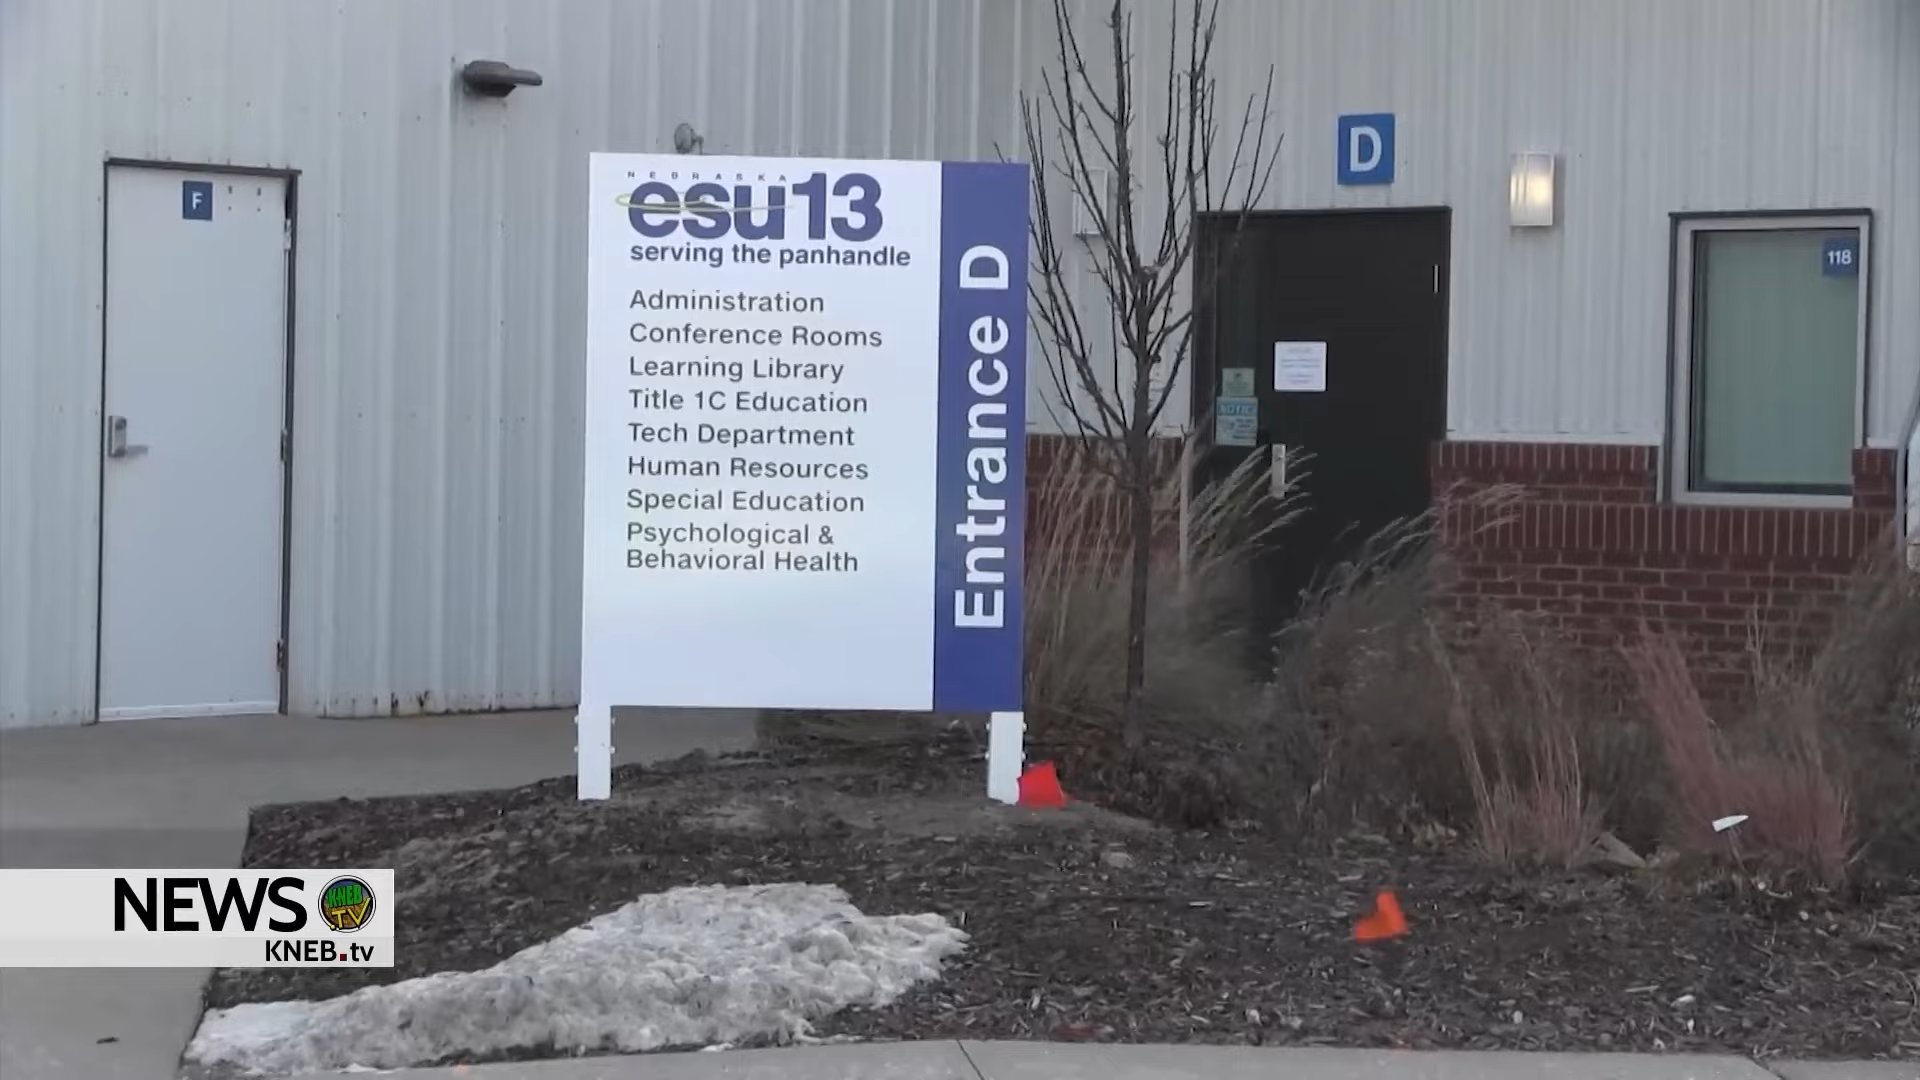 F
NEBRASKA
esu13
serving the panhandle
Administration
Conference Rooms
Learning Library
Title 1C Education
Tech Department
Human Resources
Special Education
Psychological &
Behavioral Health
Entrance D
D
118
NOTICE
NEWS
KNEB
.TV
KNEB.tv